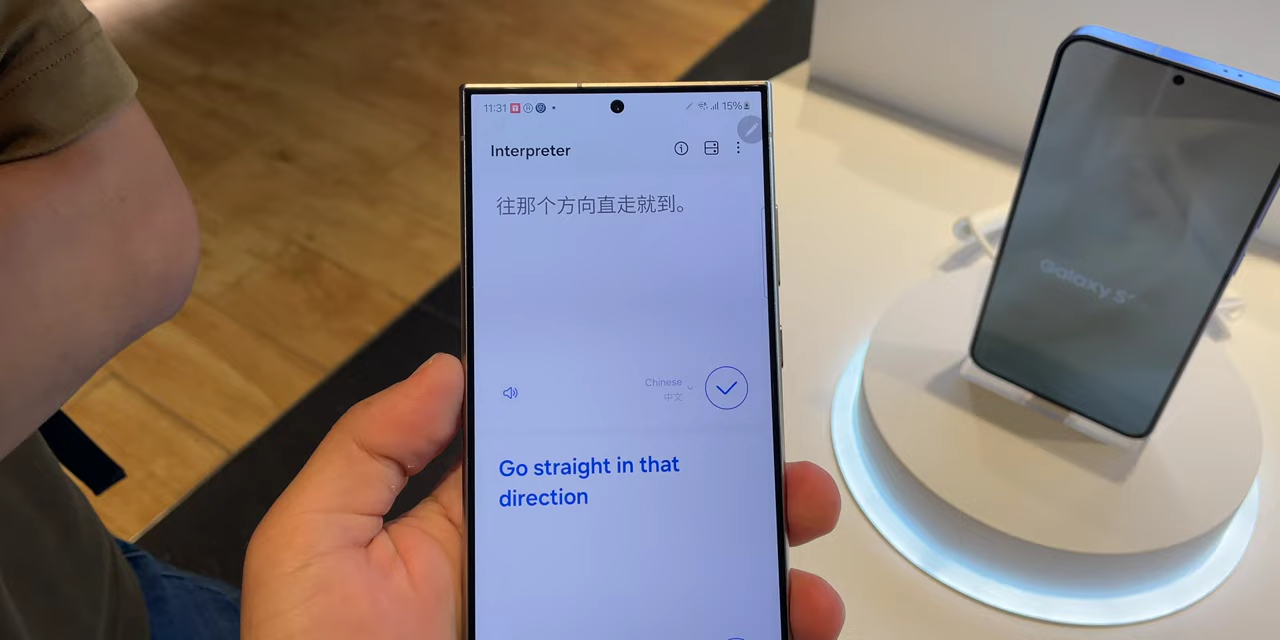 11:31
15%
Interpreter
往那个方向直走就到。
Chinese
中文
Go straight in that
direction
Galaxy S